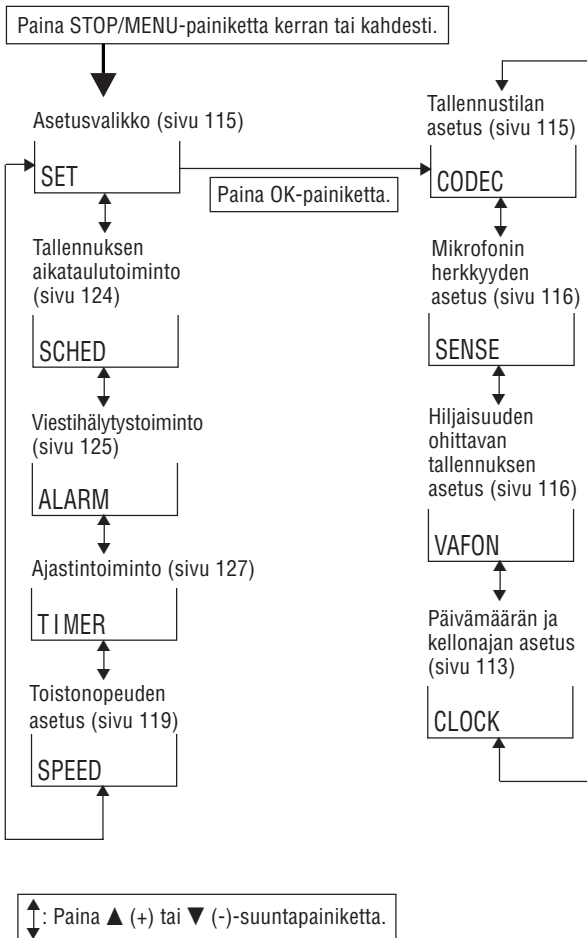 Paina STOP/MENU-painiketta kerran tai kahdesti.
Asetusvalikko (sivu 115)
SET
Paina OK-painiketta.
Tallennuksen
aikataulutoiminto
(sivu 124)
SCHED
Viestihälytystoiminto
(sivu 125)
ALARM
Ajastintoiminto (sivu 127)
TIMER
Toistonopeuden
asetus (sivu 119)
SPEED
Tallennustilan
asetus (sivu 115)
CODEC
Mikrofonin
herkkyyden
asetus (sivu 116)
SENSE
Hiljaisuuden
ohittavan
tallennuksen
asetus (sivu 116)
VAFON
Päivämäärän ja
kellonajan asetus
(sivu 113)
CLOCK
: Paina ▲ (+) tai ▼ (-)-suuntapainiketta.